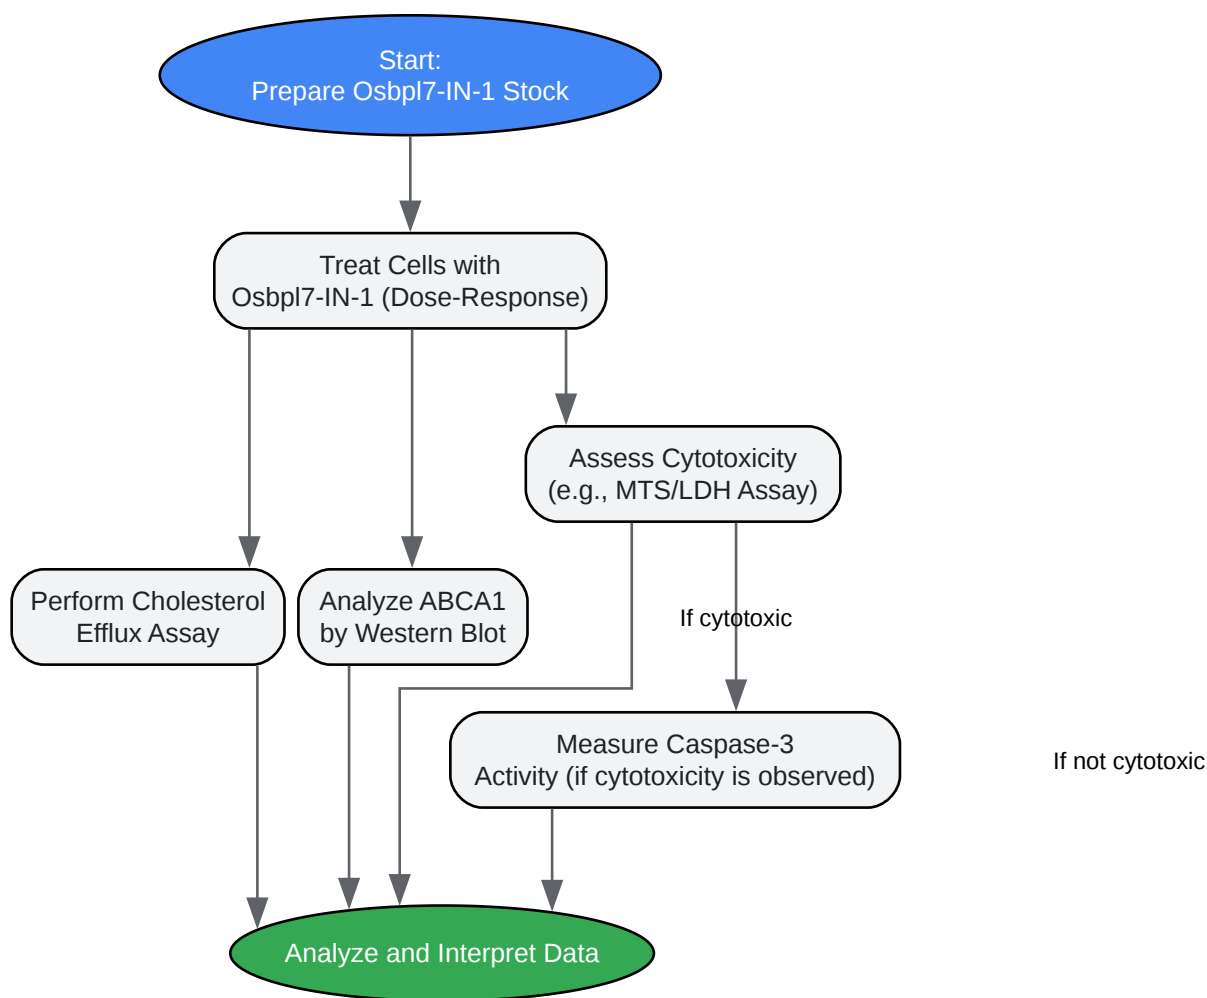 Start:
Prepare Osbpl7-IN-1 Stock
Treat Cells with
Osbpl7-IN-1 (Dose-Response)
Assess Cytotoxicity
(e.g., MTS/LDH Assay)
Perform Cholesterol
Efflux Assay
Analyze ABCA1
by Western Blot
If cytotoxic
Measure Caspase-3
Activity (if cytotoxicity is observed)
If not cytotoxic
Analyze and Interpret Data